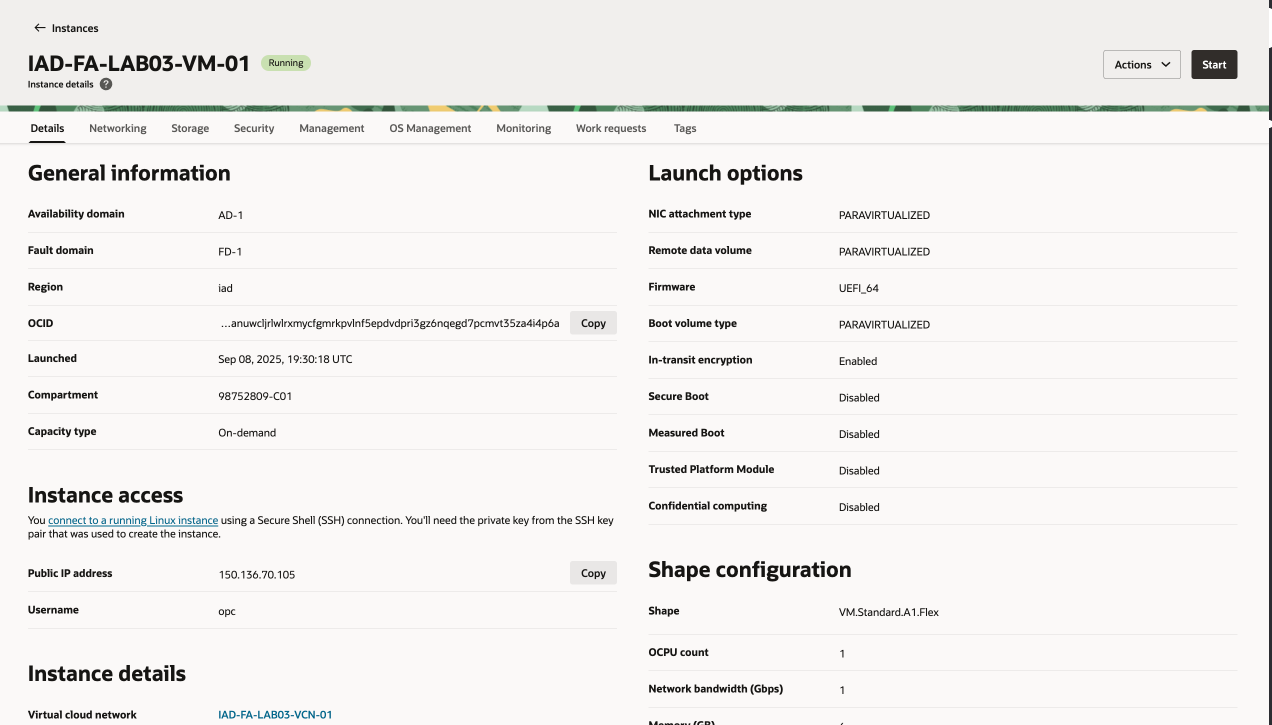 ← Instances
IAD-FA-LAB03-VM-01 Running
Instance details ?
Actions Start
Details Networking Storage Security Management OS Management Monitoring Work requests Tags
General information
Availability domain AD-1
Fault domain FD-1
Region iad
OCID ...anuwcljrlwlrxmycfgmrkpvlnf5epdvdpri3gz6nqegd7pcmvt35za4i4p6a Copy
Launched Sep 08, 2025, 19:30:18 UTC
Compartment 98752809-C01
Capacity type On-demand
Instance access
You connect to a running Linux instance using a Secure Shell (SSH) connection. You'll need the private key from the SSH key
pair that was used to create the instance.
Public IP address 150.136.70.105 Copy
Username opc
Instance details
Virtual cloud network IAD-FA-LAB03-VCN-01
Launch options
NIC attachment type PARAVIRTUALIZED
Remote data volume PARAVIRTUALIZED
Firmware UEFI_64
Boot volume type PARAVIRTUALIZED
In-transit encryption Enabled
Secure Boot Disabled
Measured Boot Disabled
Trusted Platform Module Disabled
Confidential computing Disabled
Shape configuration
Shape VM.Standard.A1.Flex
OCPU count 1
Network bandwidth (Gbps) 1
Memory (GB)